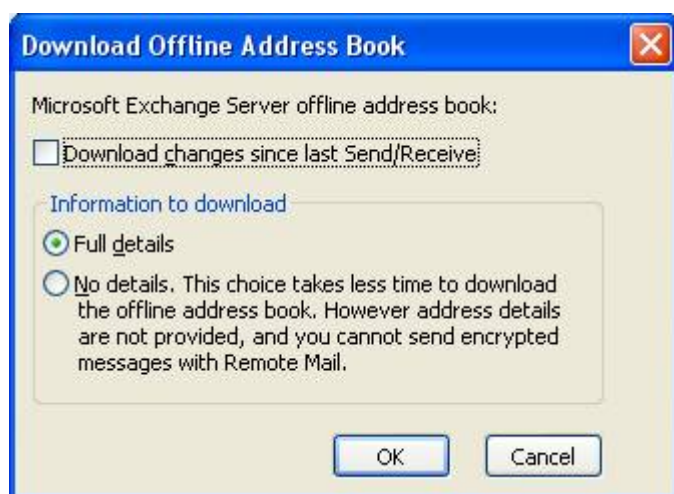 Download Offline Address Book
Microsoft Exchange Server offline address book:
Download changes since last Send/Receive
Information to download
Full details
No details. This choice takes less time to download
the offline address book. However address details
are not provided, and you cannot send encrypted
messages with Remote Mail.
OK Cancel